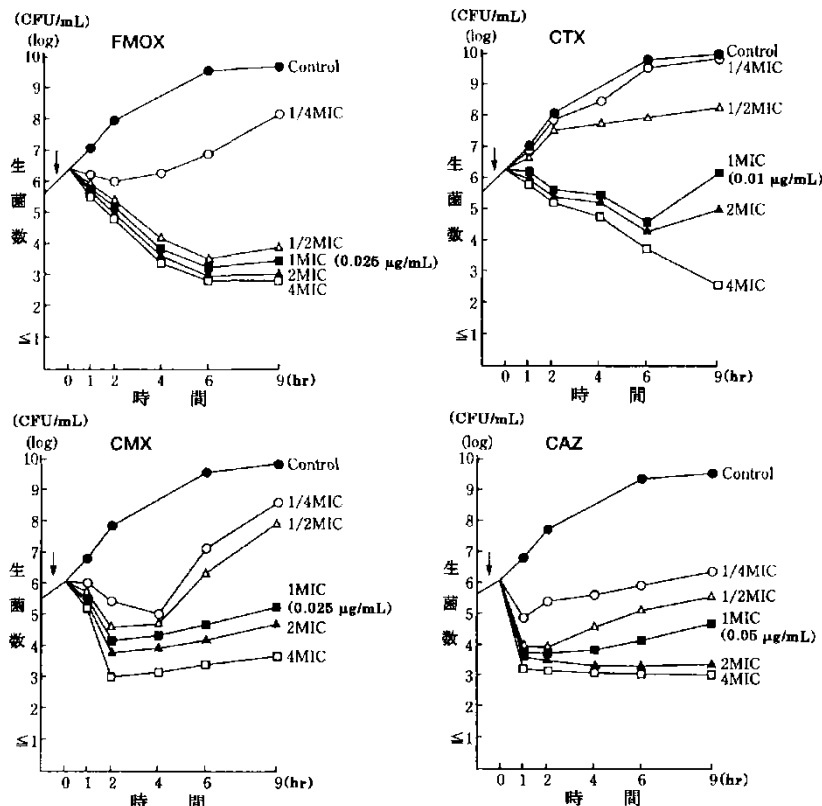 (CFU/mL)
(log)
FMOX
10
9
8
7
6
5
4
3
2
≦1
生菌数
Control
1/4MIC
1/2MIC
1MIC (0.025 μg/mL)
2MIC
4MIC
0 1 2 4 6 9(hr)
時間
(CFU/mL)
(log)
CTX
10
9
8
7
6
5
4
3
2
≦1
生菌数
Control
1/4MIC
1/2MIC
1MIC
(0.01 μg/mL)
2MIC
4MIC
0 1 2 4 6 9(hr)
時間
(CFU/mL)
(log)
CMX
10
9
8
7
6
5
4
3
2
≦1
生菌数
Control
1/4MIC
1/2MIC
1MIC
(0.025 μg/mL)
2MIC
4MIC
0 1 2 4 6 9(hr)
時間
(CFU/mL)
(log)
CAZ
10
9
8
7
6
5
4
3
2
≦1
生菌数
Control
1/4MIC
1/2MIC
1MIC
(0.05 μg/mL)
2MIC
4MIC
0 1 2 4 6 9(hr)
時間